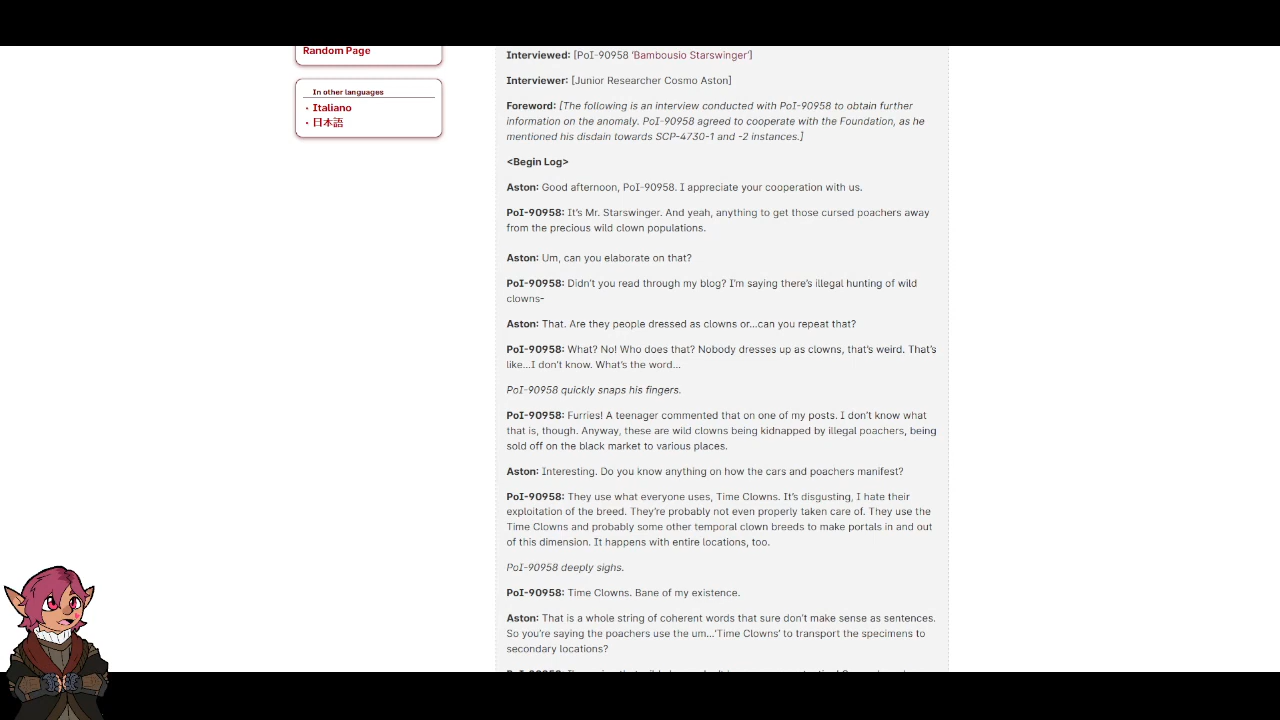 Random Page
In other languages
Italiano
日本語
Interviewed: [PoI-90958 'Bambousio Starswinger']
Interviewer: [Junior Researcher Cosmo Aston]
Foreword: [The following is an interview conducted with PoI-90958 to obtain further
information on the anomaly. PoI-90958 agreed to cooperate with the Foundation, as he
mentioned his disdain towards SCP-4730-1 and -2 instances.]
<Begin Log>
Aston: Good afternoon, PoI-90958. I appreciate your cooperation with us.
PoI-90958: It's Mr. Starswinger. And yeah, anything to get those cursed poachers away
from the precious wild clown populations.
Aston: Um, can you elaborate on that?
PoI-90958: Didn't you read through my blog? I'm saying there's illegal hunting of wild
clowns-
Aston: That. Are they people dressed as clowns or...can you repeat that?
PoI-90958: What? No! Who does that? Nobody dresses up as clowns, that's weird. That's
like...I don't know. What's the word...
PoI-90958 quickly snaps his fingers.
PoI-90958: Furries! A teenager commented that on one of my posts. I don't know what
that is, though. Anyway, these are wild clowns being kidnapped by illegal poachers, being
sold off on the black market to various places.
Aston: Interesting. Do you know anything on how the cars and poachers manifest?
PoI-90958: They use what everyone uses, Time Clowns. It's disgusting, I hate their
exploitation of the breed. They're probably not even properly taken care of. They use the
Time Clowns and probably some other temporal clown breeds to make portals in and out
of this dimension. It happens with entire locations, too.
PoI-90958 deeply sighs.
PoI-90958: Time Clowns. Bane of my existence.
Aston: That is a whole string of coherent words that sure don't make sense as sentences.
So you're saying the poachers use the um...'Time Clowns' to transport the specimens to
secondary locations?